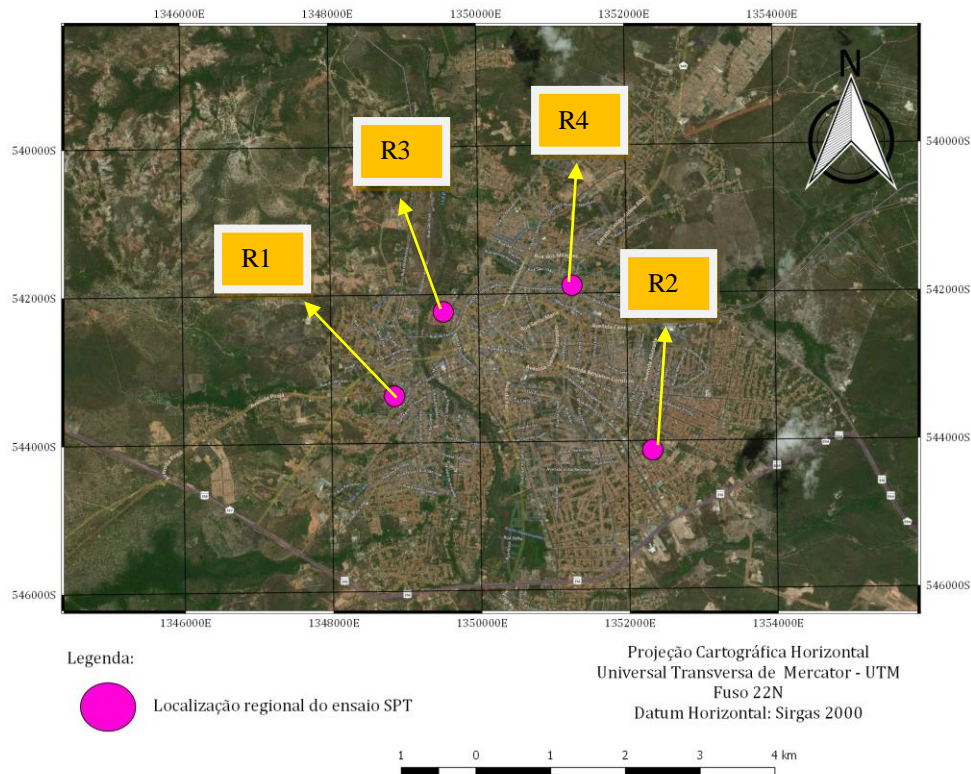 1346000E 1348000E 1350000E 1352000E 1354000E
N
R4
R3
540000S 540000S
R1
R2
542000S 542000S
544000S 544000S
546000S 546000S
1346000E 1348000E 1350000E 1352000E 1354000E
Legenda:
Localização regional do ensaio SPT
Projeção Cartográfica Horizontal
Universal Transversa de Mercator - UTM
Fuso 22N
Datum Horizontal: Sirgas 2000
1 0 1 2 3 4 km